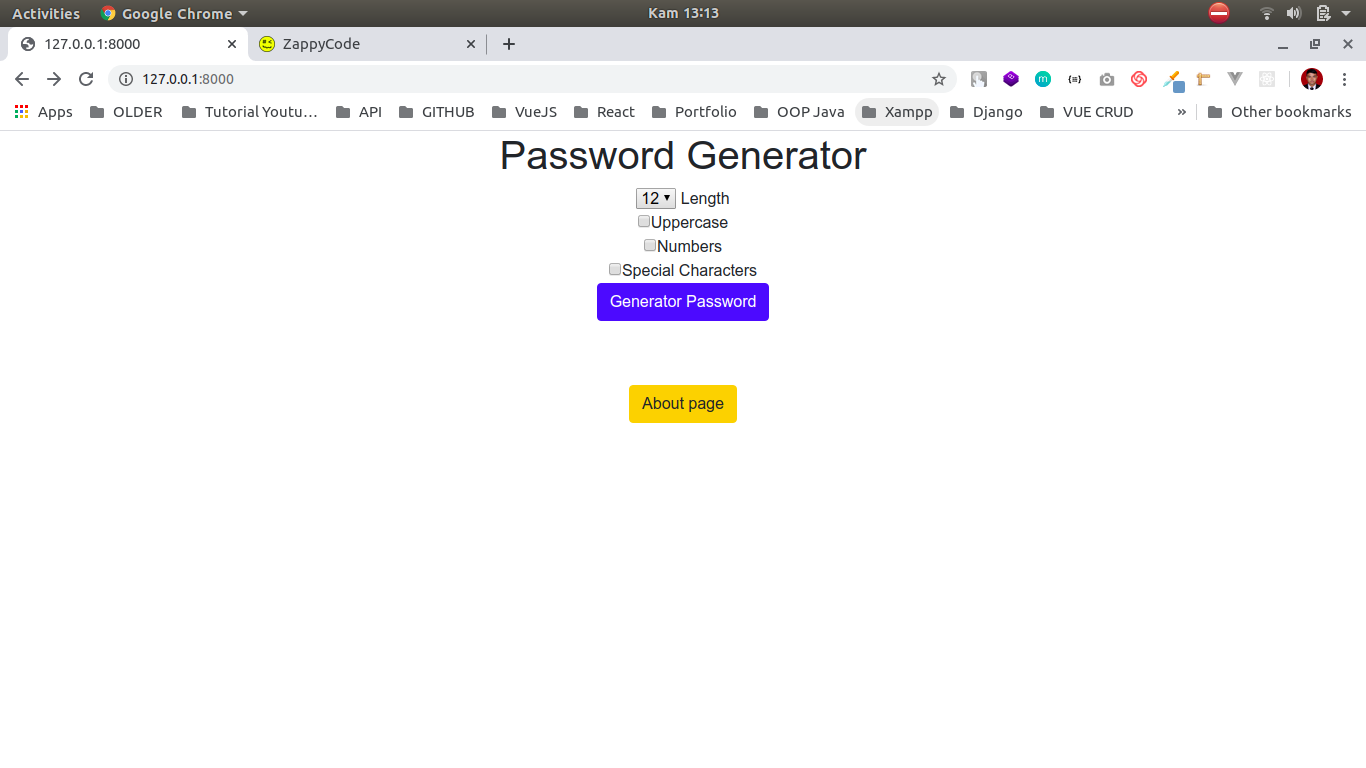 Activities Google Chrome Kam 13:13
127.0.0.1:8000 ZappyCode
127.0.0.1:8000
Apps OLDER Tutorial Youtu… API GITHUB VueJS React Portfolio OOP Java Xampp Django VUE CRUD » Other bookmarks
Password Generator
12 Length
Uppercase
Numbers
Special Characters
Generator Password
About page